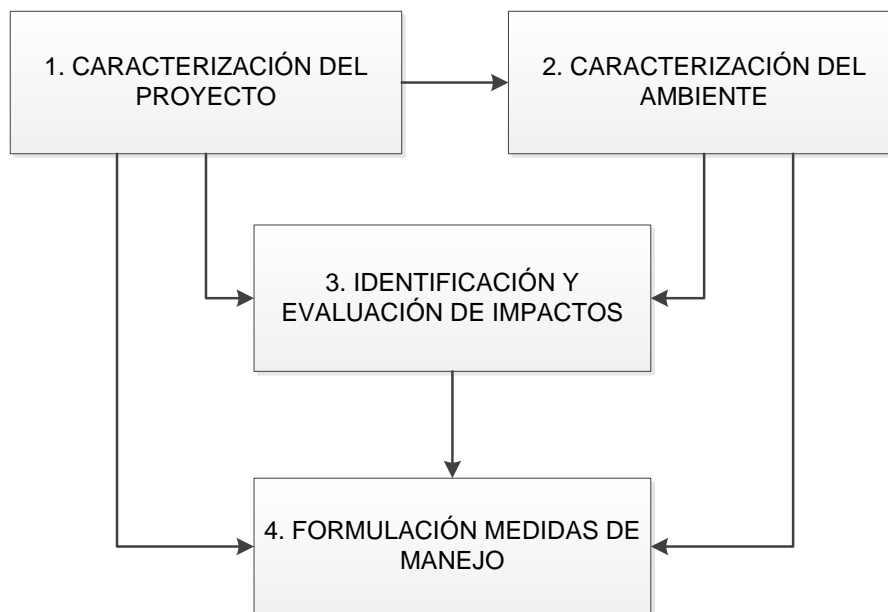 1. CARACTERIZACIÓN DEL
PROYECTO
2. CARACTERIZACIÓN DEL
AMBIENTE
3. IDENTIFICACIÓN Y
EVALUACIÓN DE IMPACTOS
4. FORMULACIÓN MEDIDAS DE
MANEJO